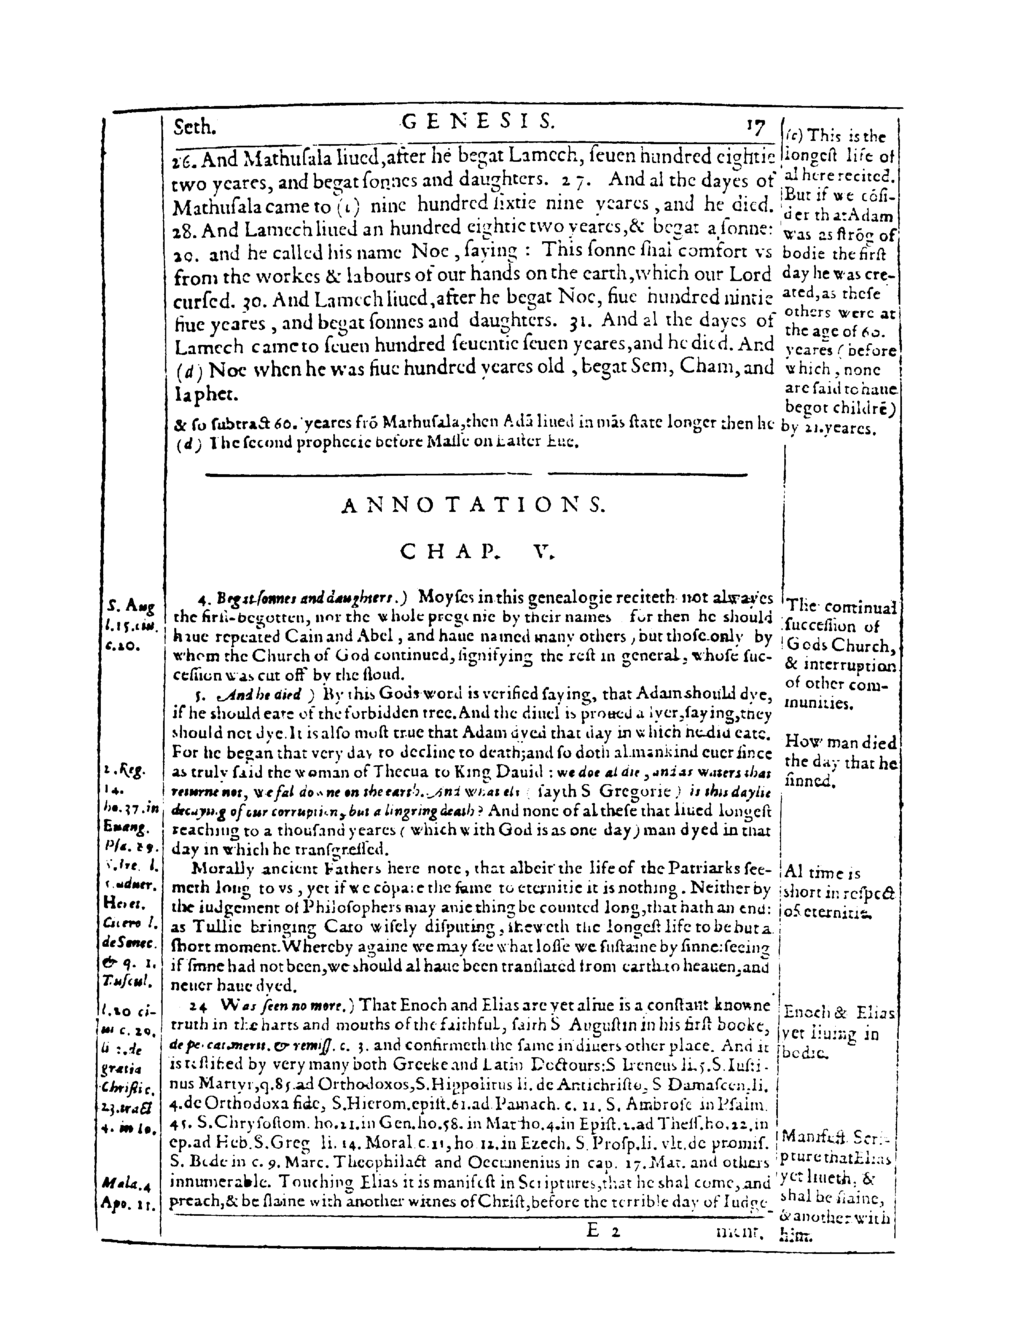 Seth. GENESIS. 17
26. And Mathusala liued, after he begat Lamech, seuen hundred eightie
two yeares, and begat sonnes and daughters. 27. And al the dayes of
Mathusala came to (c) nine hundred sixtie nine yeares, and he died.
28. And Lamech liued an hundred eightie two yeares, & begat a sonne:
29. and he called his name Noe, saying: This sonne shal comfort vs
from the workes & labours of our hands on the earth, which our Lord
cursed. 30. And Lamech liued, after he begat Noe, fiue hundred nintie
fiue yeares, and begat sonnes and daughters. 31. And al the dayes of
Lamech came to seuen hundred seuentie seuen yeares, and he died. And
(d) Noe when he was fiue hundred yeares old, begat Sem, Cham, and
Iaphet.
(c) This is the
longest life of
al here recited.
But if we cōsi-
der that Adam
was as strōg of
bodie the first
day he was cre-
ated, as these
others were at
the age of 60.
yeares (before
which, none
are said to haue
begot childrē)
& so subtract 60. yeares frō Mathusala, then Adā liued in mās state longer then he by 21. yeares.
(d) The second prophecie before Masse on Easter Eue.
ANNOTATIONS.
CHAP. V.
4. Begat sonnes and daughters.) Moyses in this genealogie reciteth not alwayes
the first-begotten, nor the whole progenie by their names for then he should
haue repeated Cain and Abel, and haue named many others, but those only by
whom the Church of God continued, signifying the rest in general, whose suc-
cession was cut off by the floud.
5. And he died) By this Gods word is verified saying, that Adam should dye,
if he should eate of the forbidden tree. And the diuel is proued a lyer, saying, they
should not dye. It is also most true that Adam dyed that day in which he did eate.
For he began that very day to decline to death; and so doth al mankind euer since
as truly said the woman of Thecua to King Dauid: we doe al die, and as waters that
returne not, we fal downe on the earth. And what els (sayth S Gregorie) is this daylie
decaying of our corruption, but a lingring death? And none of al these that liued longest
reaching to a thousand yeares (which with God is as one day) man dyed in that
day in which he transgressed.
Morally ancient Fathers here note, that albeit the life of the Patriarks see-
meth long to vs, yet if we cōpare the same to eternitie it is nothing. Neither by
the iudgement of Philosophers may anie thing be counted long, that hath an end:
as Tullie bringing Cato wisely disputing, sheweth the longest life to be but a
short moment. Whereby againe we may see what losse we sustaine by sinne: seeing
if sinne had not been, we should al haue been translated from earth to heauen, and
neuer haue dyed.
24 Was seen no more.) That Enoch and Elias are yet aliue is a constant knowne
truth in the harts and mouths of the faithful, saith S Augustin in his first booke,
de pec. cat. merit. & remiss. c. 3. and confirmeth the same in diuers other place. And it
is testified by very many both Greeke and Latin Doctours: S Ireneus li. 5. S. Iusti-
nus Martyr, q. 85. ad Orthodoxos, S. Hippolitus li. de Antichristo, S Damascen. li.
4. de Orthodoxa fide, S. Hierom. epist. 61. ad Pamach. c. 11. S. Ambrose in Psalm.
45. S. Chrysostom. ho. 21. in Gen. ho. 58. in Matho. 4. in Epist. 2. ad Thess. ho. 22. in
ep. ad Heb. S. Greg li. 14. Moral c. 11, ho 12. in Ezech. S. Prosp. li. vlt. de promis.
S. Bede in c. 9. Marc. Theophilact and Oecumenius in cap. 17. Mat. and others
innumerable. Touching Elias it is manifest in Scriptures, that he shal come, and
preach, & be slaine with another witnes of Christ, before the terrible day of Iudge-
E 2 ment.
S. Aug
l. 15. ciu.
c. 20.
2. Reg.
14.
ho. 37. in
Euang.
Psa. 89.
S. Ire. l.
5. aduer.
Heret.
Cicero l.
de Senec.
& q. 1.
Tuscul.
l. 20 ci-
uit c. 29.
li 2. de
gratia
Christi c.
23. tract
4. in Io.
Mala. 4
Apo. 11.
The continual
succession of
Gods Church,
& interruption
of other com-
munities.
How man died
the day that he
sinned.
Al time is
short in respect
of eternitie.
Enoch & Elias
yet liuing in
bodie.
Manifest Scri-
pture that Elias
yet liueth, &
shal be slaine,
& another with
him.